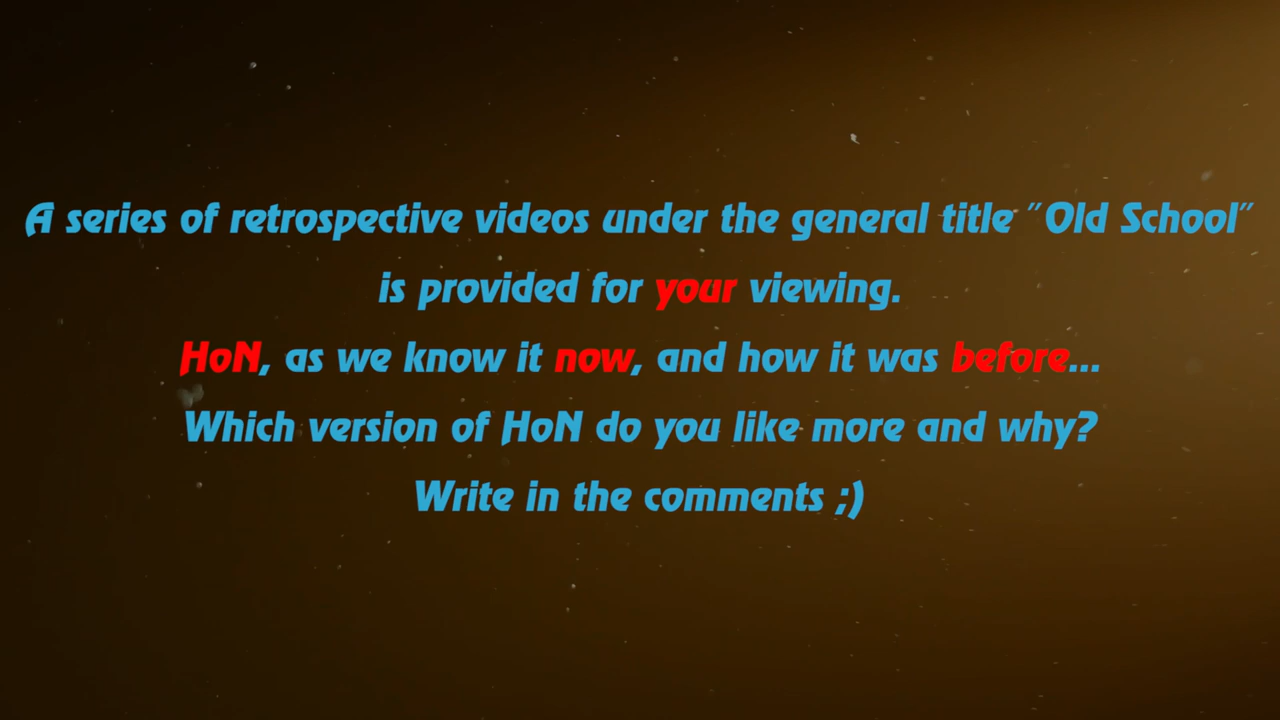 A series of retrospective videos under the general title "Old School"
is provided for your viewing.
HoN, as we know it now, and how it was before...
Which version of HoN do you like more and why?
Write in the comments ;)